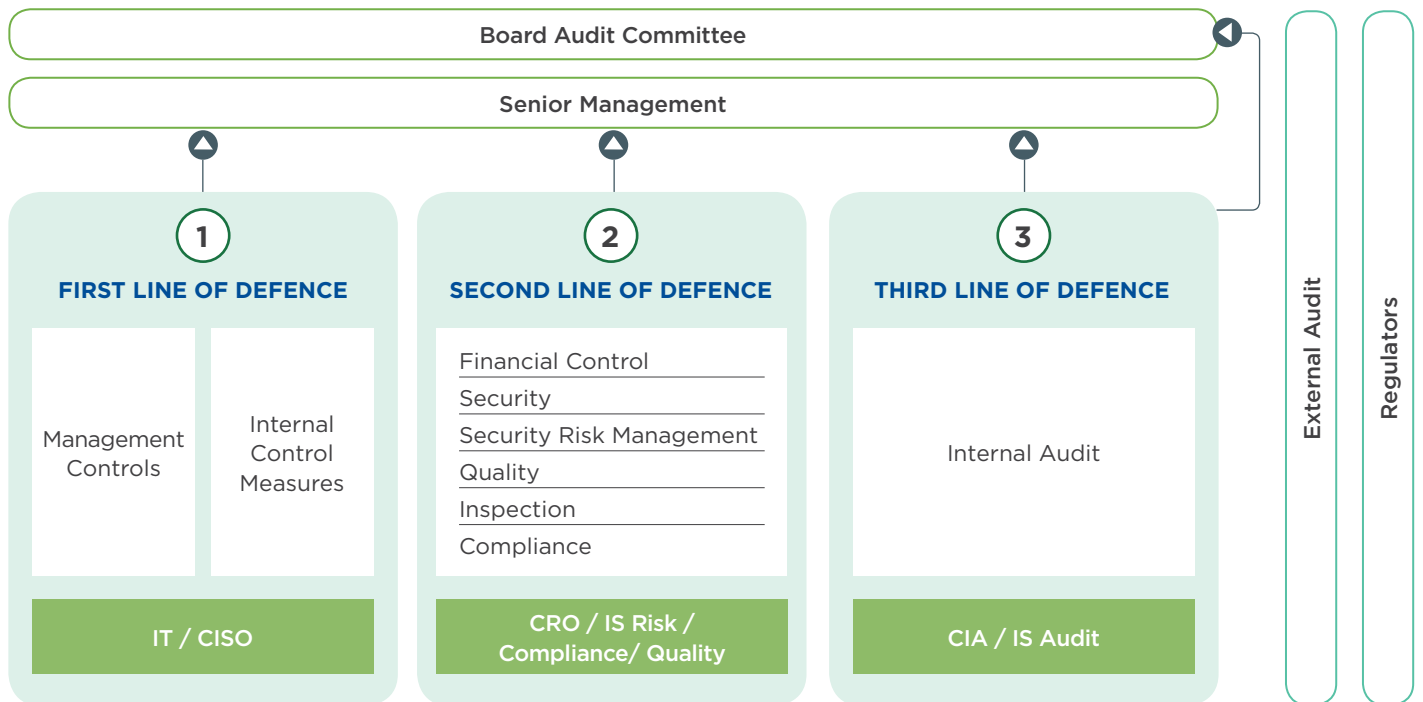 Board Audit Committee
Senior Management
1
FIRST LINE OF DEFENCE
Management
Controls
Internal
Control
Measures
IT / CISO
2
SECOND LINE OF DEFENCE
Financial Control
Security
Security Risk Management
Quality
Inspection
Compliance
CRO / IS Risk /
Compliance/ Quality
3
THIRD LINE OF DEFENCE
Internal Audit
CIA / IS Audit
External Audit
Regulators